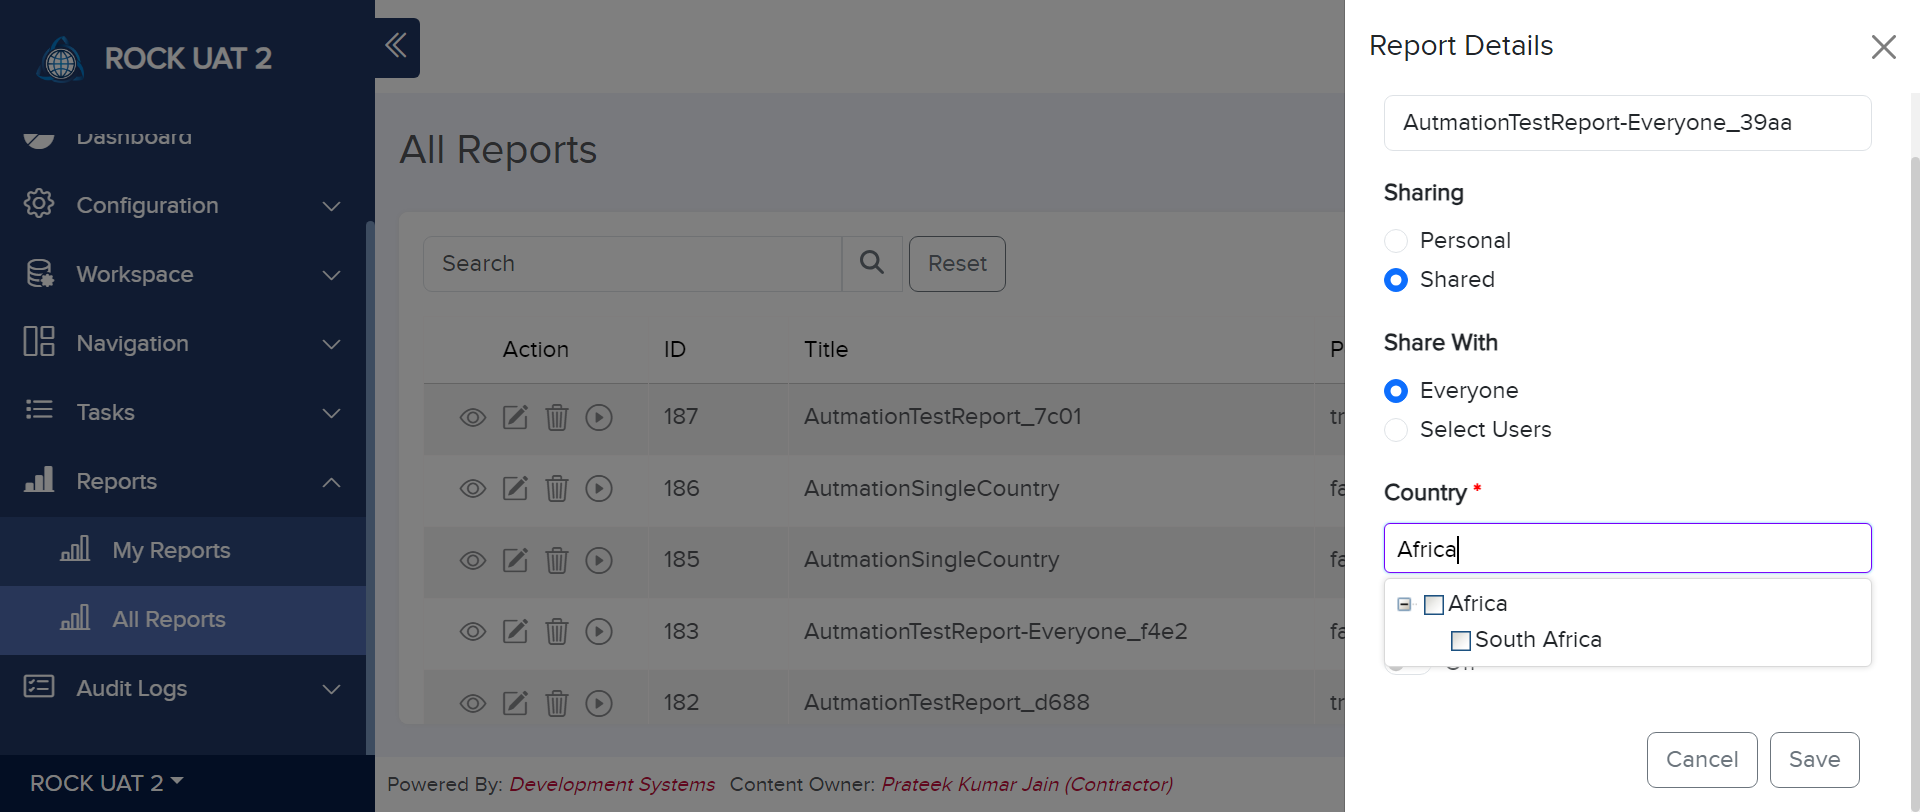 ROCK UAT 2
Dashboard
Configuration
Workspace
Navigation
Tasks
Reports
My Reports
All Reports
Audit Logs
ROCK UAT 2
All Reports
Search
Reset
Action ID Title P
187 AutmationTestReport_7c01 tr
186 AutmationSingleCountry fa
185 AutmationSingleCountry fa
183 AutmationTestReport-Everyone_f4e2 fa
182 AutmationTestReport_d688 tr
Powered By: Development Systems Content Owner: Prateek Kumar Jain (Contractor)
Report Details
AutmationTestReport-Everyone_39aa
Sharing
Personal
Shared
Share With
Everyone
Select Users
Country *
Africa
Africa
South Africa
Cancel
Save